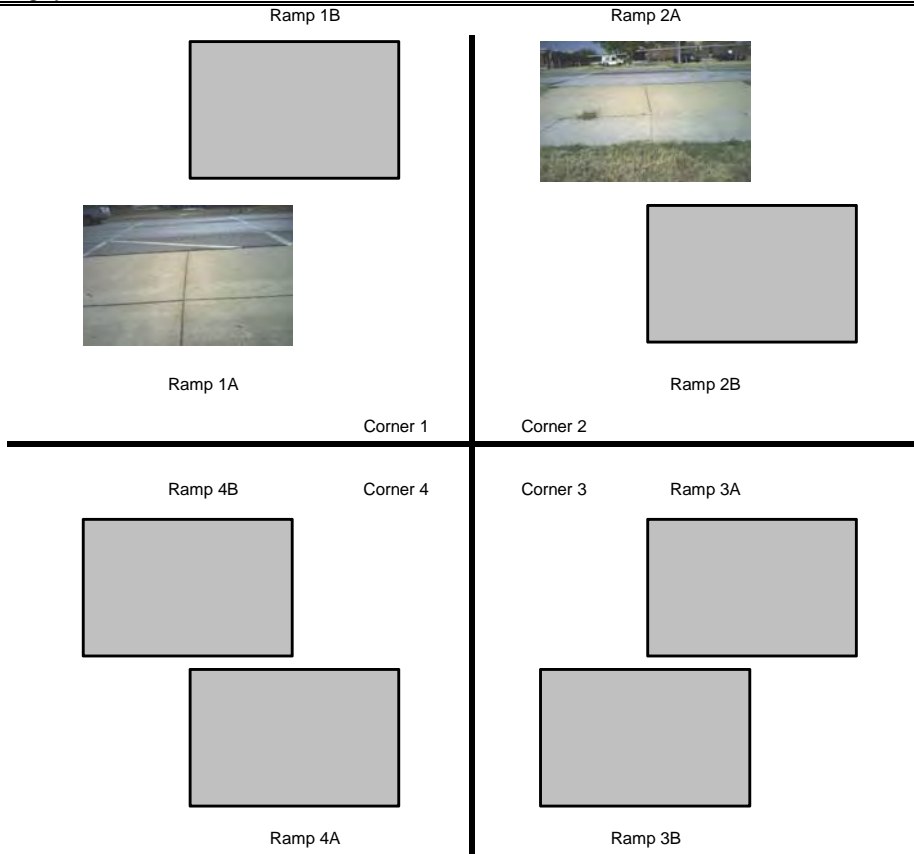 Ramp 1B
Ramp 2A
Ramp 1A
Ramp 2B
Corner 1
Corner 2
Ramp 4B
Corner 4
Corner 3
Ramp 3A
Ramp 4A
Ramp 3B